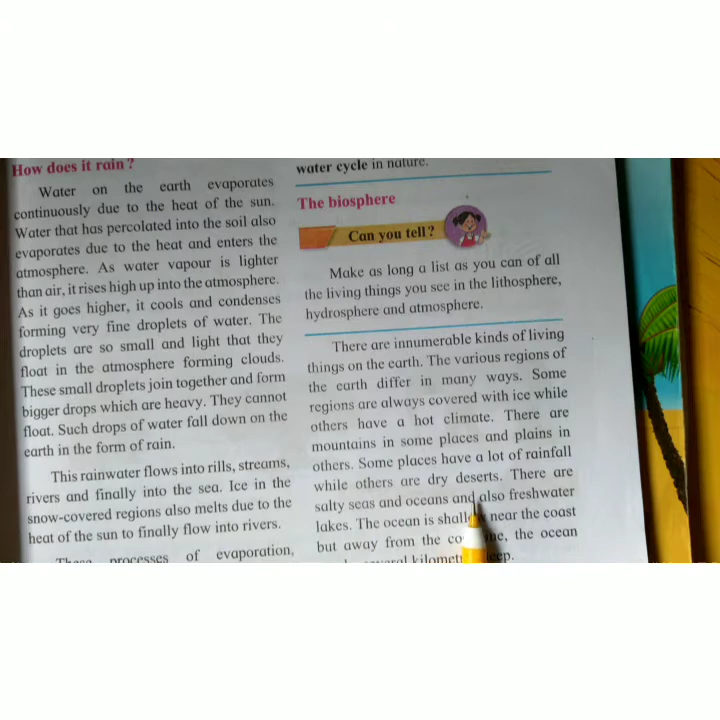 How does it rain ?
Water on the earth evaporates
continuously due to the heat of the sun.
Water that has percolated into the soil also
evaporates due to the heat and enters the
atmosphere. As water vapour is lighter
than air, it rises high up into the atmosphere.
As it goes higher, it cools and condenses
forming very fine droplets of water. The
droplets are so small and light that they
float in the atmosphere forming clouds.
These small droplets join together and form
bigger drops which are heavy. They cannot
float. Such drops of water fall down on the
earth in the form of rain.
This rainwater flows into rills, streams,
rivers and finally into the sea. Ice in the
snow-covered regions also melts due to the
heat of the sun to finally flow into rivers.
These processes of evaporation,
water cycle in nature.
The biosphere
Can you tell ?
Make as long a list as you can of all
the living things you see in the lithosphere,
hydrosphere and atmosphere.
There are innumerable kinds of living
things on the earth. The various regions of
the earth differ in many ways. Some
regions are always covered with ice while
others have a hot climate. There are
mountains in some places and plains in
others. Some places have a lot of rainfall
while others are dry deserts. There are
salty seas and oceans and also freshwater
lakes. The ocean is shallow near the coast
but away from the the ocean
several deep.